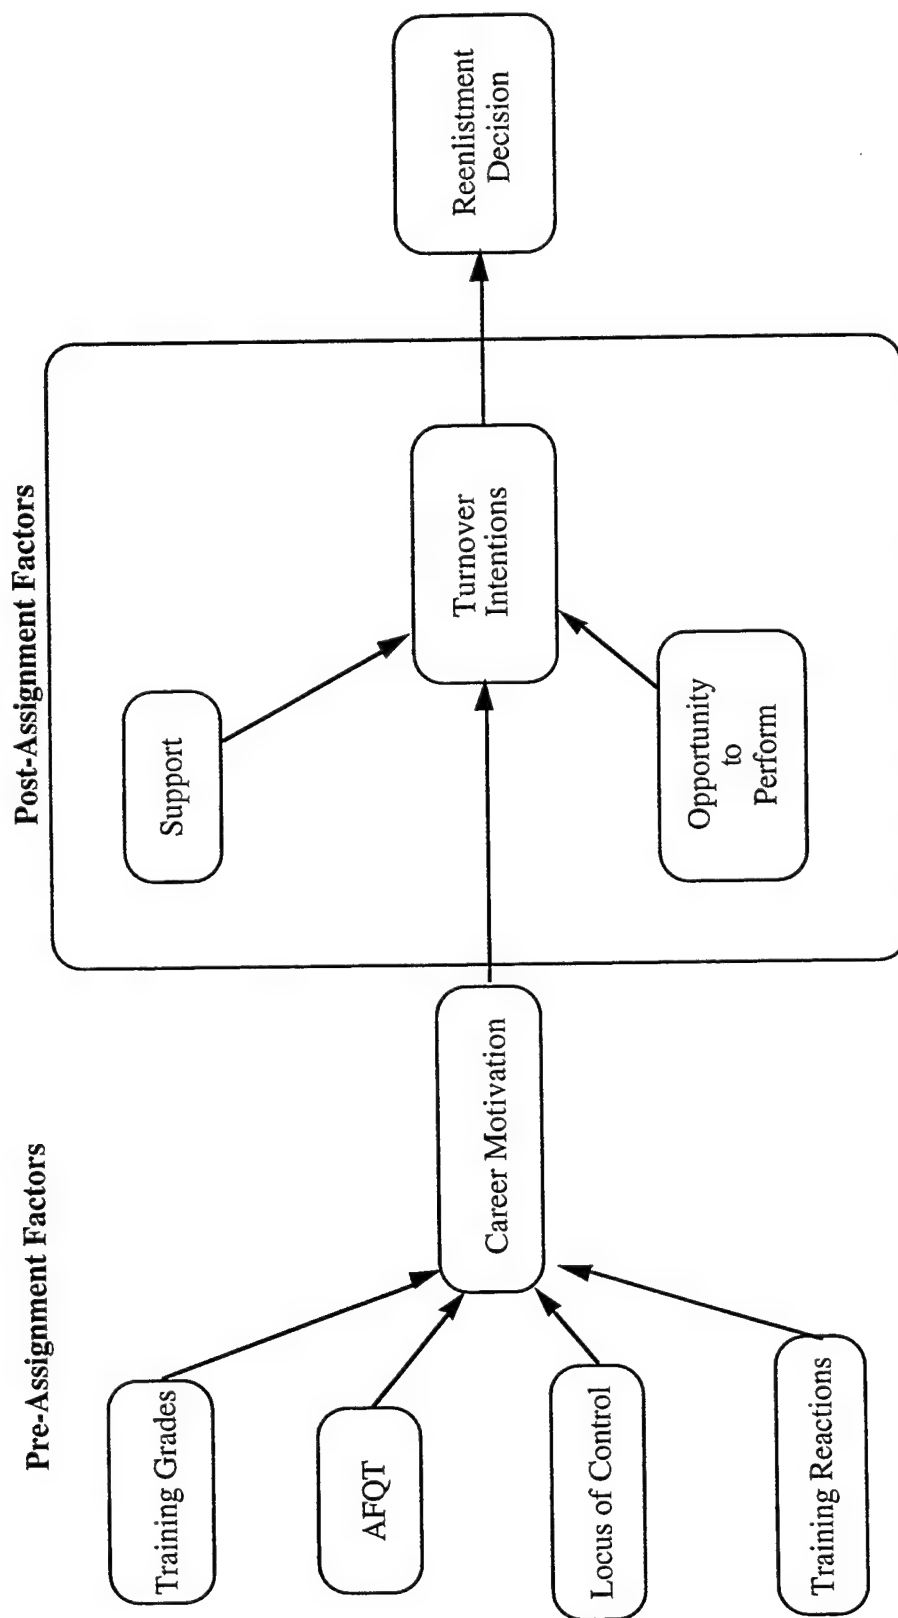 Pre-Assignment Factors
Training Grades
AFQT
Locus of Control
Training Reactions
Career Motivation
Post-Assignment Factors
Support
Opportunity
to
Perform
Turnover
Intentions
Reenlistment
Decision